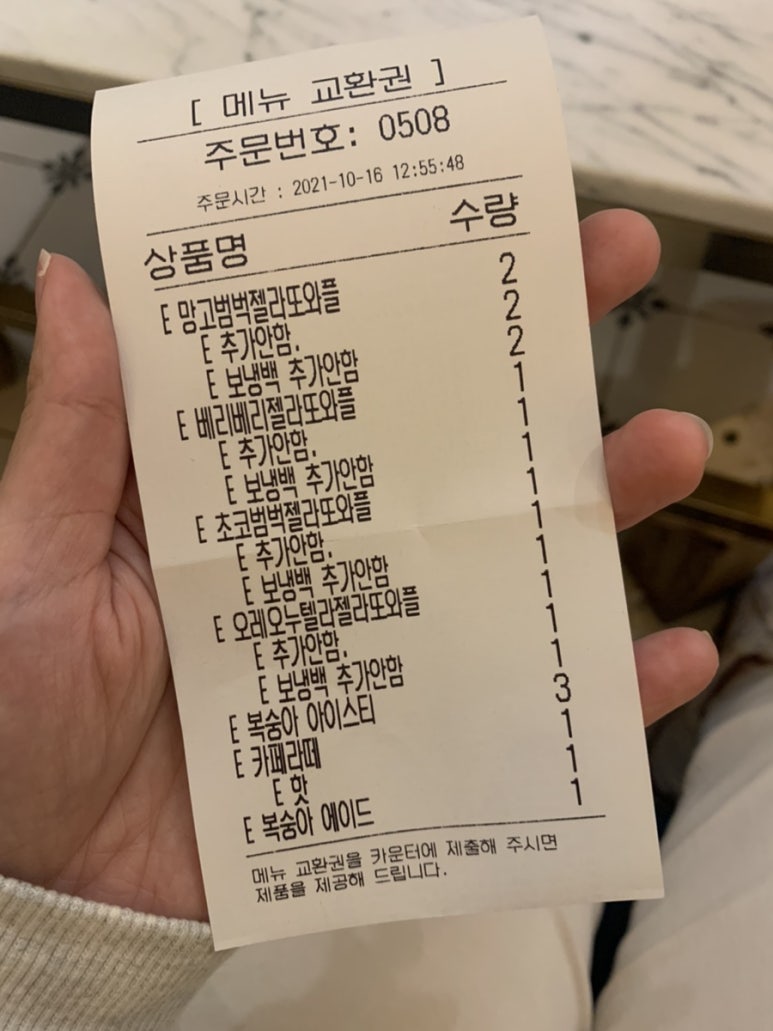 [ 메뉴 교환권 ]
주문번호: 0508
주문시간 : 2021-10-16 12:55:48
상품명 수량
E 망고범벅젤라또와플 2
E 추가안함. 2
E 보냉백 추가안함 2
E 베리베리젤라또와플 1
E 추가안함. 1
E 보냉백 추가안함 1
E 초코범벅젤라또와플 1
E 추가안함. 1
E 보냉백 추가안함 1
E 오레오누텔라젤라또와플 1
E 추가안함. 1
E 보냉백 추가안함 1
E 복숭아 아이스티 3
E 카페라떼 1
E 핫 1
E 복숭아 에이드 1
메뉴 교환권을 카운터에 제출해 주시면
제품을 제공해 드립니다.